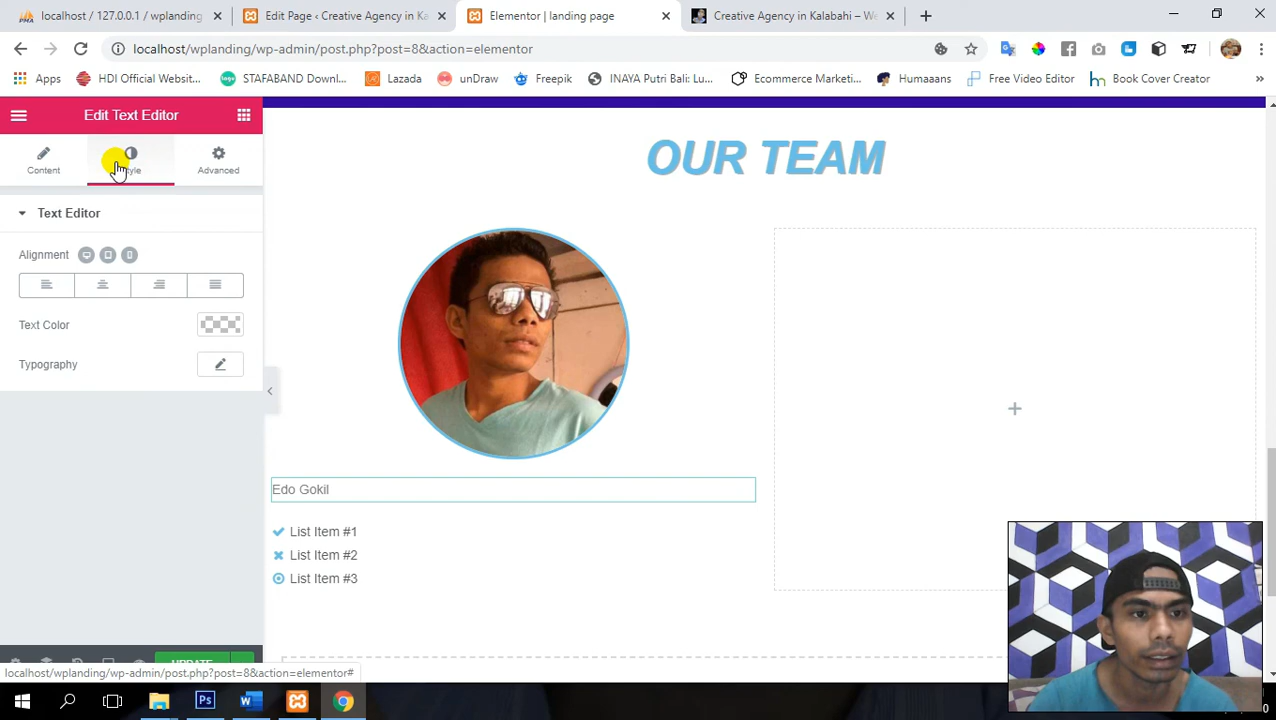 localhost / 127.0.0.1 / wplanding
Edit Page ‹ Creative Agency in Ka
Elementor | landing page
Creative Agency in Kalabahi – We
localhost/wplanding/wp-admin/post.php?post=8&action=elementor
Apps
HDI Official Websit...
STAFABAND Downl...
Lazada
unDraw
Freepik
INAYA Putri Bali: Lu...
Ecommerce Marketi...
Humaaans
Free Video Editor
Book Cover Creator
»
Edit Text Editor
Content
Style
Advanced
Text Editor
Alignment
Text Color
Typography
OUR TEAM
Edo Gokil
List Item #1
List Item #2
List Item #3
UPDATE
localhost/wplanding/wp-admin/post.php?post=8&action=elementor#